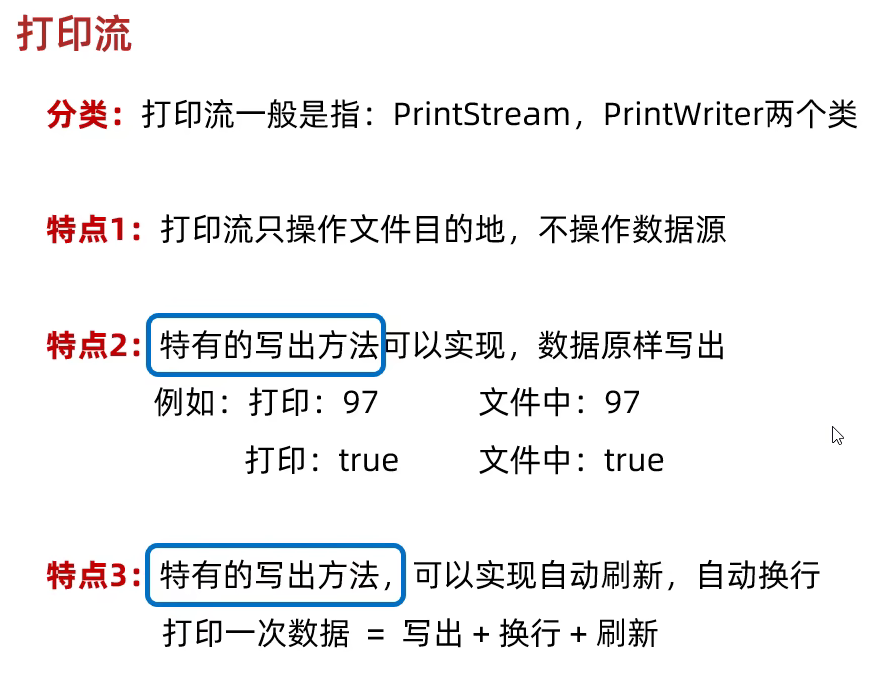 打印流
分类：打印流一般是指：PrintStream，PrintWriter两个类
特点1：打印流只操作文件目的地，不操作数据源
特点2：特有的写出方法可以实现，数据原样写出
例如：打印：97 文件中：97
打印：true 文件中：true
特点3：特有的写出方法，可以实现自动刷新，自动换行
打印一次数据 = 写出 + 换行 + 刷新